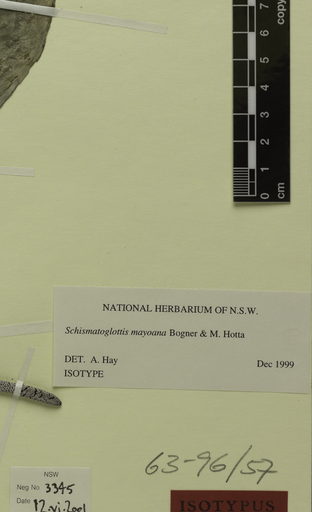 copy
7
6
5
4
3
2
1
0
cm
NATIONAL HERBARIUM OF N.S.W.
Schismatoglottis mayoana Bogner & M. Hotta
DET. A. Hay Dec 1999
ISOTYPE
63-96/57
NSW
Neg No 3345
Date 12.vi.2001
ISOTYPUS